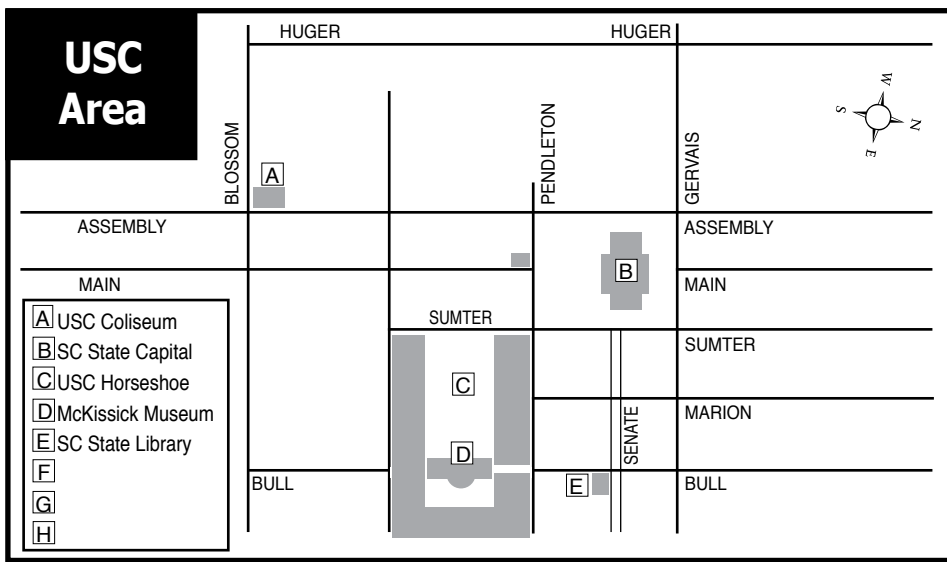 USC
Area
HUGER
HUGER
W
S
N
E
BLOSSOM
PENDLETON
GERVAIS
A
ASSEMBLY
ASSEMBLY
B
MAIN
MAIN
SUMTER
SUMTER
C
MARION
SENATE
D
BULL
E
BULL
A USC Coliseum
B SC State Capital
C USC Horseshoe
D McKissick Museum
E SC State Library
F
G
H